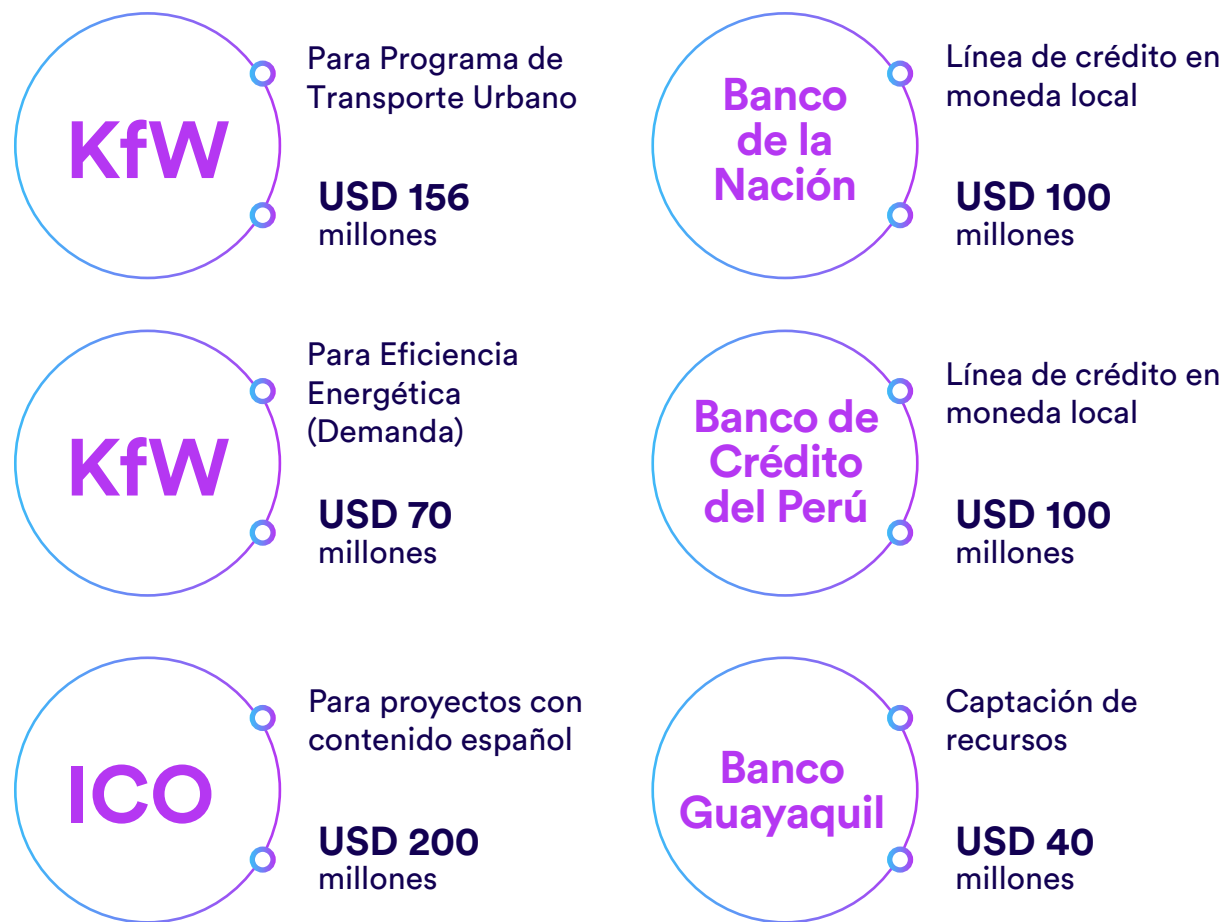 KfW
Para Programa de
Transporte Urbano
USD 156
millones
Banco
de la
Nación
Línea de crédito en
moneda local
USD 100
millones
KfW
Para Eficiencia
Energética
(Demanda)
USD 70
millones
Banco de
Crédito
del Perú
Línea de crédito en
moneda local
USD 100
millones
ICO
Para proyectos con
contenido español
USD 200
millones
Banco
Guayaquil
Captación de
recursos
USD 40
millones